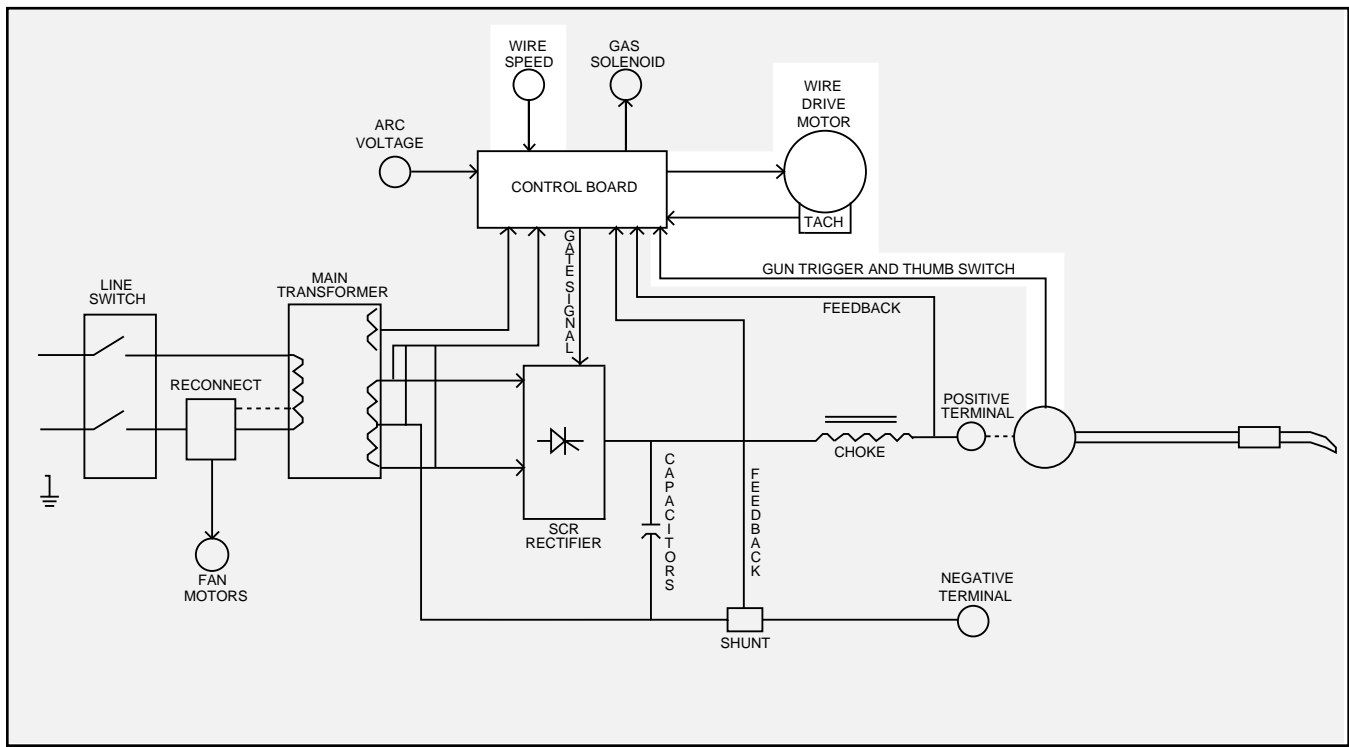 WIRE
SPEED
GAS
SOLENOID
WIRE
DRIVE
MOTOR
ARC
VOLTAGE
CONTROL BOARD
TACH
GATE SIGNAL
GUN TRIGGER AND THUMB SWITCH
FEEDBACK
LINE
SWITCH
MAIN
TRANSFORMER
RECONNECT
POSITIVE
TERMINAL
CHOKE
CAPACITORS
FEEDBACK
SCR
RECTIFIER
FAN
MOTORS
NEGATIVE
TERMINAL
SHUNT